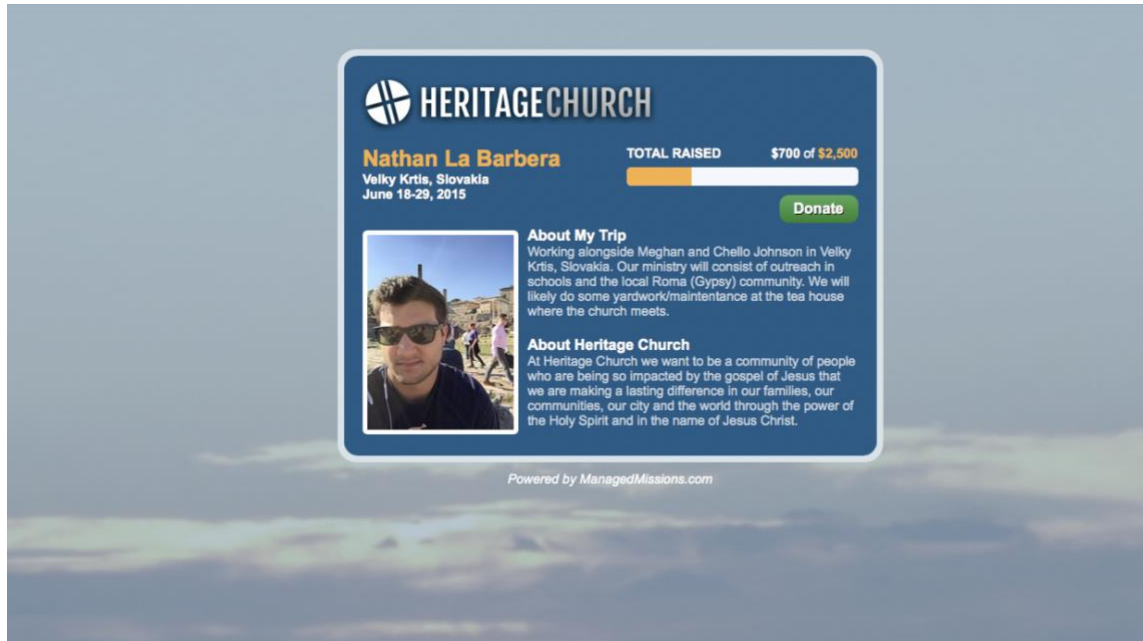 HERITAGECHURCH
Nathan La Barbera
Velky Krtis, Slovakia
June 18-29, 2015
TOTAL RAISED $700 of $2,500
Donate
About My Trip
Working alongside Meghan and Chello Johnson in Velky
Krtis, Slovakia. Our ministry will consist of outreach in
schools and the local Roma (Gypsy) community. We will
likely do some yardwork/maintentance at the tea house
where the church meets.
About Heritage Church
At Heritage Church we want to be a community of people
who are being so impacted by the gospel of Jesus that
we are making a lasting difference in our families, our
communities, our city and the world through the power of
the Holy Spirit and in the name of Jesus Christ.
Powered by ManagedMissions.com